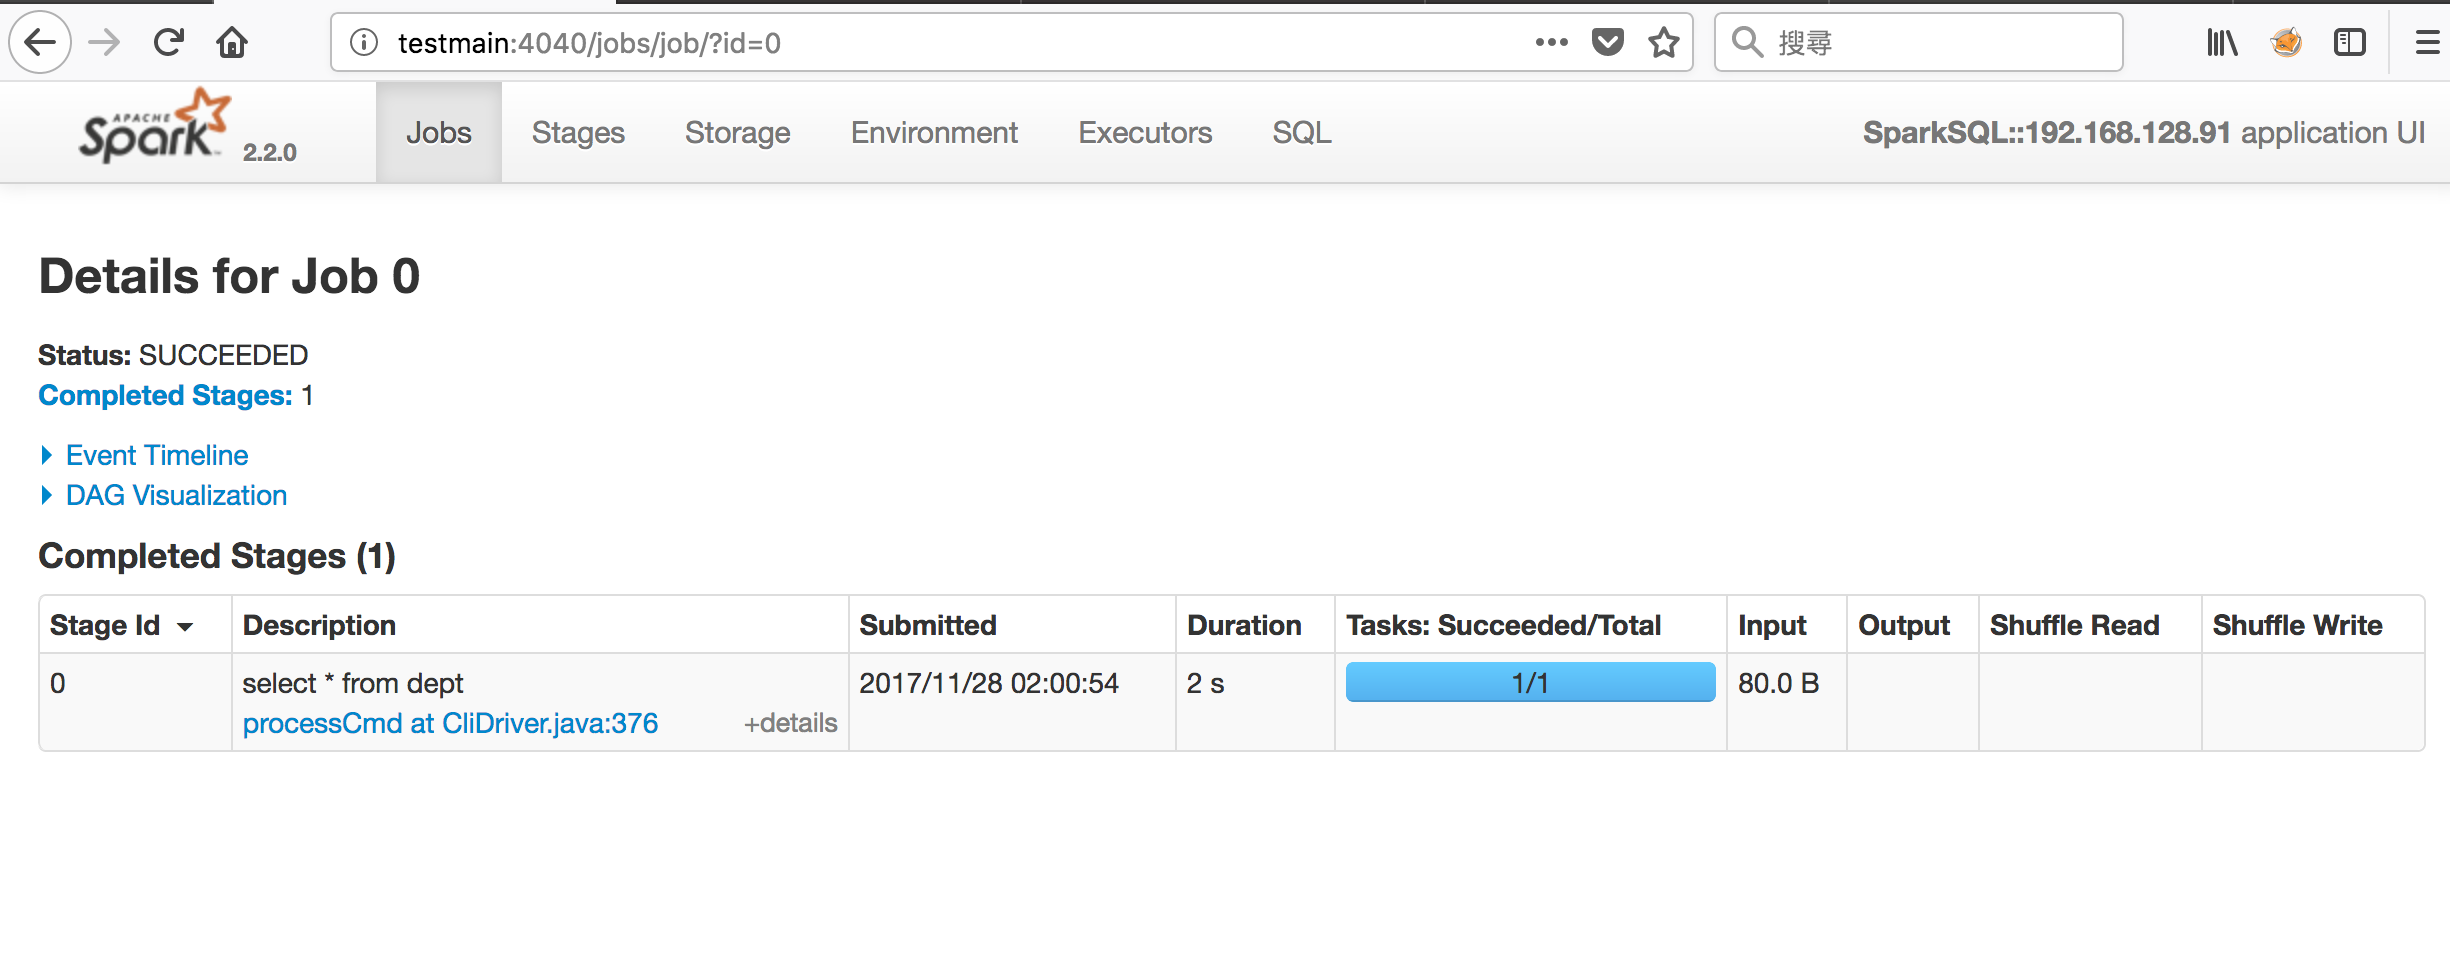 testmain:4040/jobs/job/?id=0
搜尋
APACHE Spark™ 2.2.0
Jobs Stages Storage Environment Executors SQL SparkSQL::192.168.128.91 application UI
Details for Job 0
Status: SUCCEEDED
Completed Stages: 1
Event Timeline
DAG Visualization
Completed Stages (1)
Stage Id Description Submitted Duration Tasks: Succeeded/Total Input Output Shuffle Read Shuffle Write
0 select * from dept 2017/11/28 02:00:54 2 s 1/1 80.0 B
processCmd at CliDriver.java:376 +details